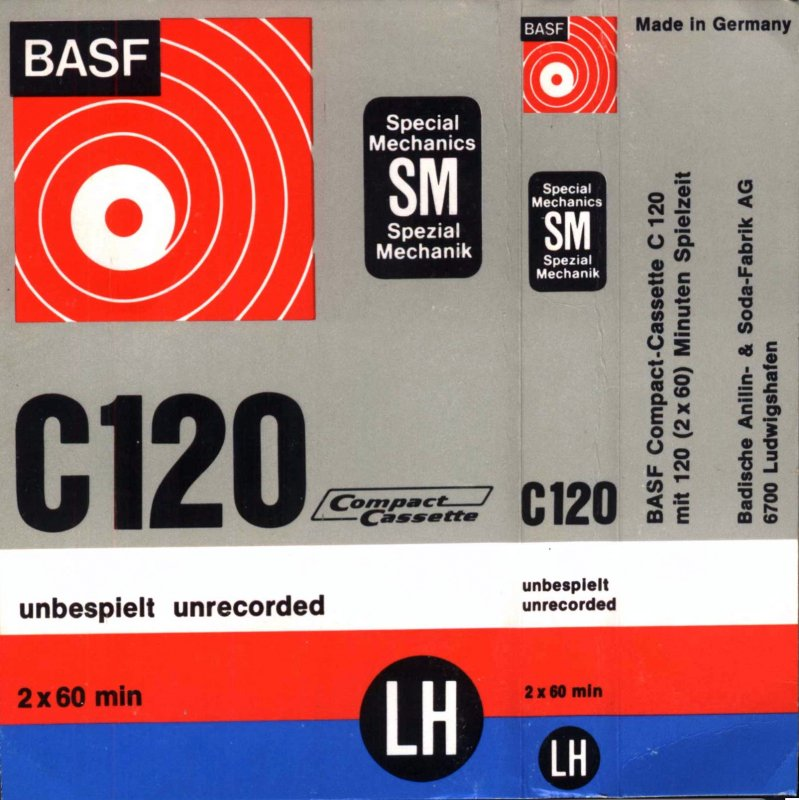 BASF
Special
Mechanics
SM
Spezial
Mechanik
C120
Compact
Cassette
unbespielt unrecorded
2 x 60 min
LH
BASF
Special
Mechanics
SM
Spezial
Mechanik
C120
unbespielt
unrecorded
2 x 60 min
LH
Made in Germany
BASF Compact-Cassette C 120
mit 120 (2 x 60) Minuten Spielzeit
Badische Anilin- & Soda-Fabrik AG
6700 Ludwigshafen